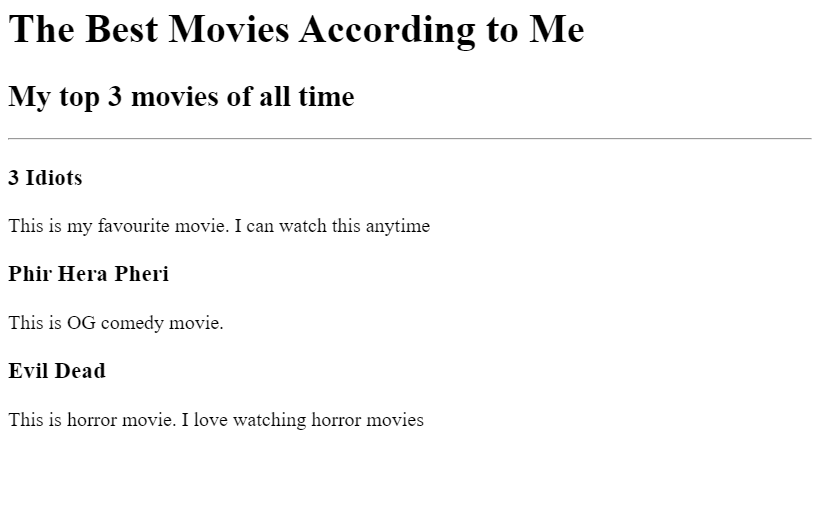 The Best Movies According to Me
My top 3 movies of all time
3 Idiots
This is my favourite movie. I can watch this anytime
Phir Hera Pheri
This is OG comedy movie.
Evil Dead
This is horror movie. I love watching horror movies